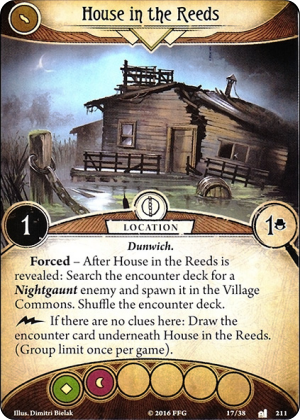 House in the Reeds
1
LOCATION
1
Dunwich.
Forced – After House in the Reeds is
revealed: Search the encounter deck for a
Nightgaunt enemy and spawn it in the Village
Commons. Shuffle the encounter deck.
If there are no clues here: Draw the
encounter card underneath House in the Reeds.
(Group limit once per game).
Illus. Dimitri Bielak
© 2016 FFG
17/38
211